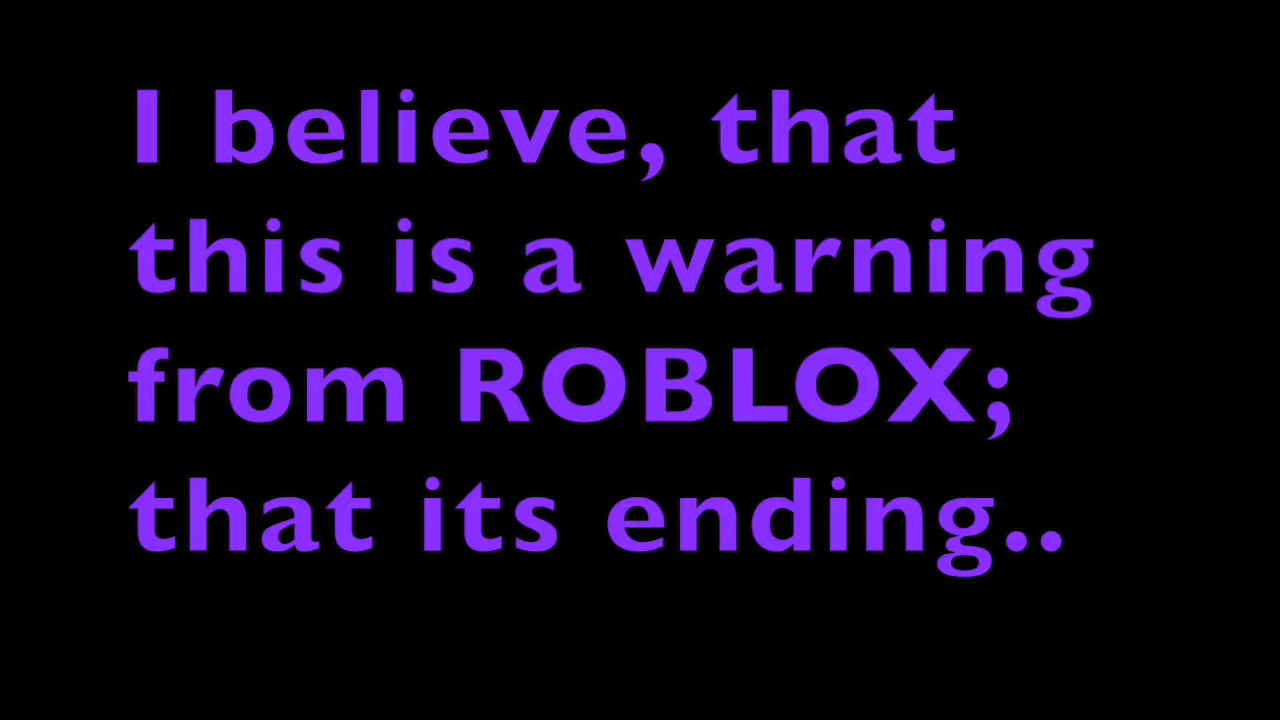 I believe, that
this is a warning
from ROBLOX;
that its ending..